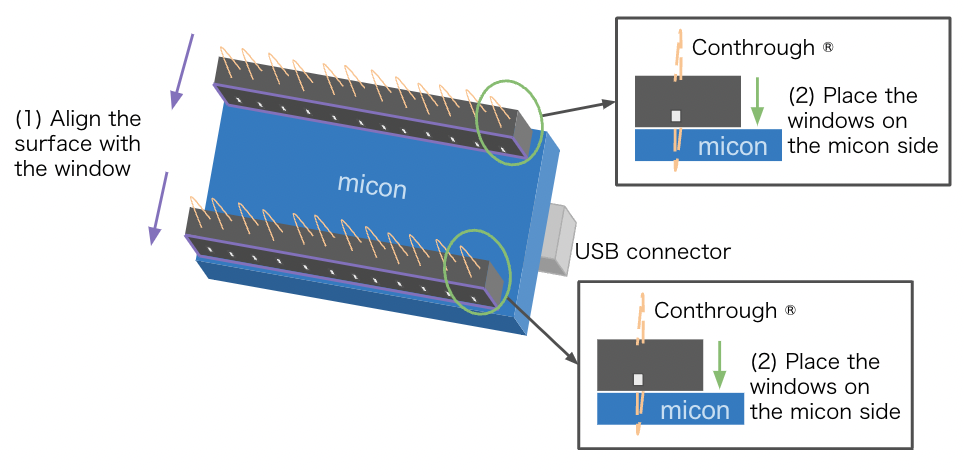 (1) Align the
surface with
the window
micon
USB connector
Conthrough ®
(2) Place the
windows on
the micon side
micon
Conthrough ®
(2) Place the
windows on
the micon side
micon